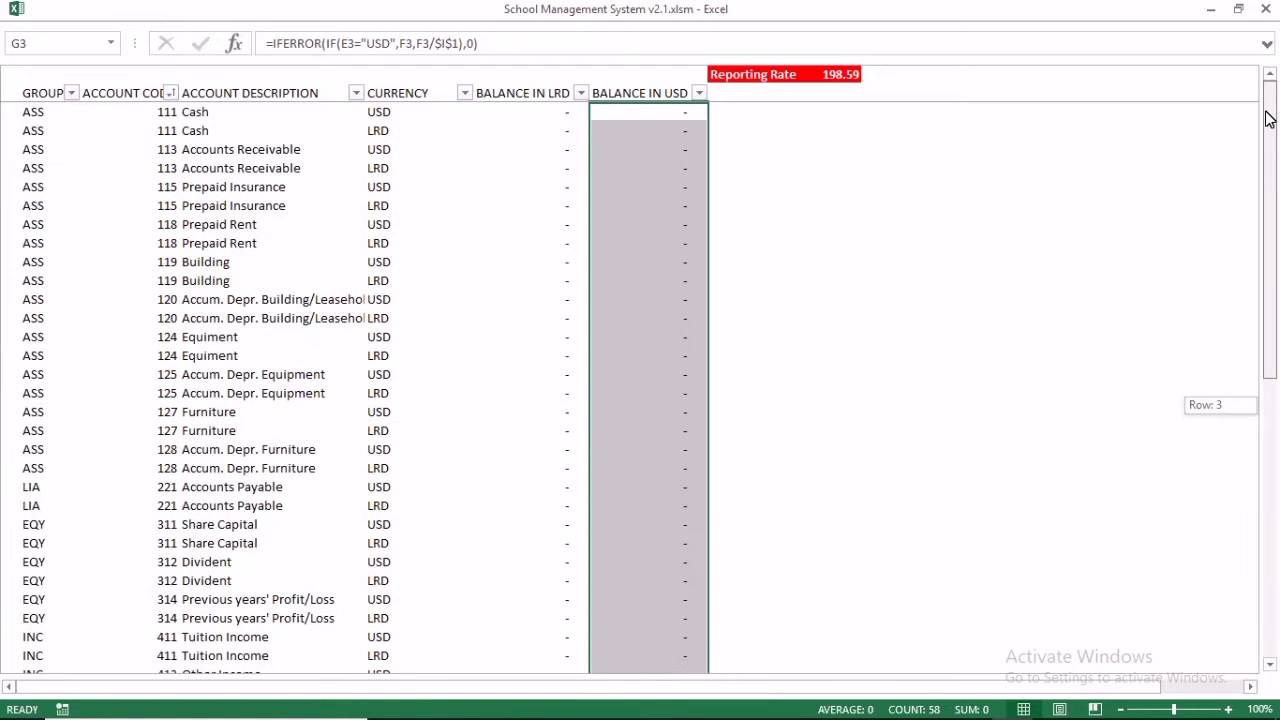 School Management System v2.1.xlsm - Excel
G3 =IFERROR(IF(E3="USD",F3,F3/$I$1),0)
Reporting Rate 198.59
GROUP ACCOUNT COD ACCOUNT DESCRIPTION CURRENCY BALANCE IN LRD BALANCE IN USD
ASS 111 Cash USD - -
ASS 111 Cash LRD - -
ASS 113 Accounts Receivable USD - -
ASS 113 Accounts Receivable LRD - -
ASS 115 Prepaid Insurance USD - -
ASS 115 Prepaid Insurance LRD - -
ASS 118 Prepaid Rent USD - -
ASS 118 Prepaid Rent LRD - -
ASS 119 Building USD - -
ASS 119 Building LRD - -
ASS 120 Accum. Depr. Building/Leasehol USD - -
ASS 120 Accum. Depr. Building/Leasehol LRD - -
ASS 124 Equiment USD - -
ASS 124 Equiment LRD - -
ASS 125 Accum. Depr. Equipment USD - -
ASS 125 Accum. Depr. Equipment LRD - -
ASS 127 Furniture USD - -
Row: 3
ASS 127 Furniture LRD - -
ASS 128 Accum. Depr. Furniture USD - -
ASS 128 Accum. Depr. Furniture LRD - -
LIA 221 Accounts Payable USD - -
LIA 221 Accounts Payable LRD - -
EQY 311 Share Capital USD - -
EQY 311 Share Capital LRD - -
EQY 312 Divident USD - -
EQY 312 Divident LRD - -
EQY 314 Previous years' Profit/Loss USD - -
EQY 314 Previous years' Profit/Loss LRD - -
INC 411 Tuition Income USD - -
INC 411 Tuition Income LRD - -
Activate Windows
Go to Settings to activate Windows.
READY AVERAGE: 0 COUNT: 58 SUM: 0 100%